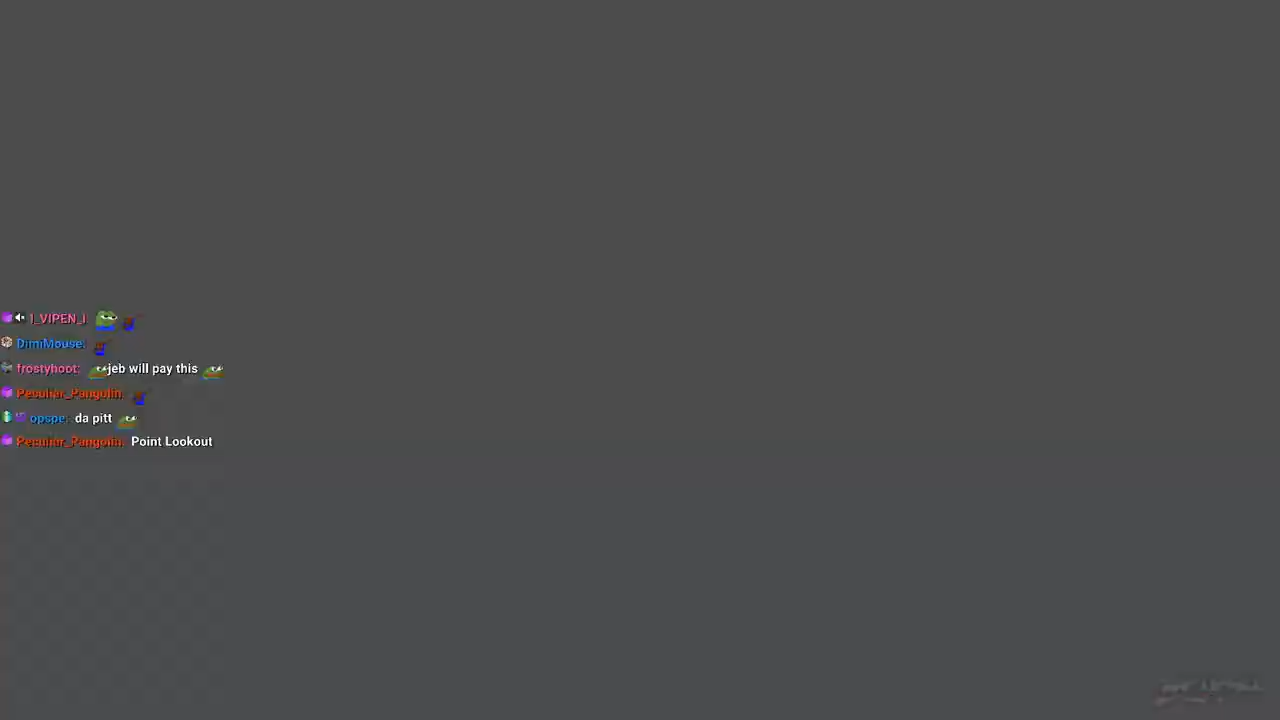 I_VIPEN_I:
DimiMouse:
frostyhoot: jeb will pay this
Peculiar_Pangolin:
opspe: da pitt
Peculiar_Pangolin: Point Lookout